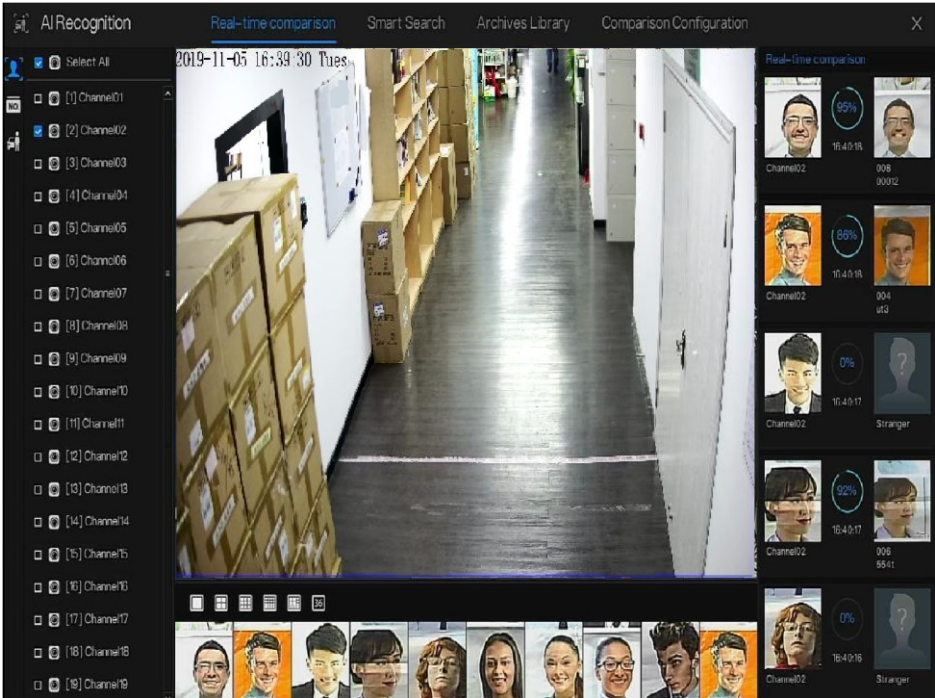 AI Recognition
Real-time comparison
Smart Search
Archives Library
Comparison Configuration
X
Select All
NO
[1] Channel01
[2] Channel02
[3] Channel03
[4] Channel04
[5] Channel05
[6] Channel06
[7] Channel07
[8] Channel08
[9] Channel09
[10] Channel10
[11] Channel11
[12] Channel12
[13] Channel13
[14] Channel14
[15] Channel15
[16] Channel16
[17] Channel17
[18] Channel18
[19] Channel19
2019-11-05 16:39:30 Tues
36
Real-time comparison
95%
16:40:18
Channel02
008
00012
86%
16:40:18
Channel02
004
ut3
0%
16:40:17
Channel02
Stranger
92%
16:40:17
Channel02
006
554t
0%
16:40:16
Channel02
Stranger